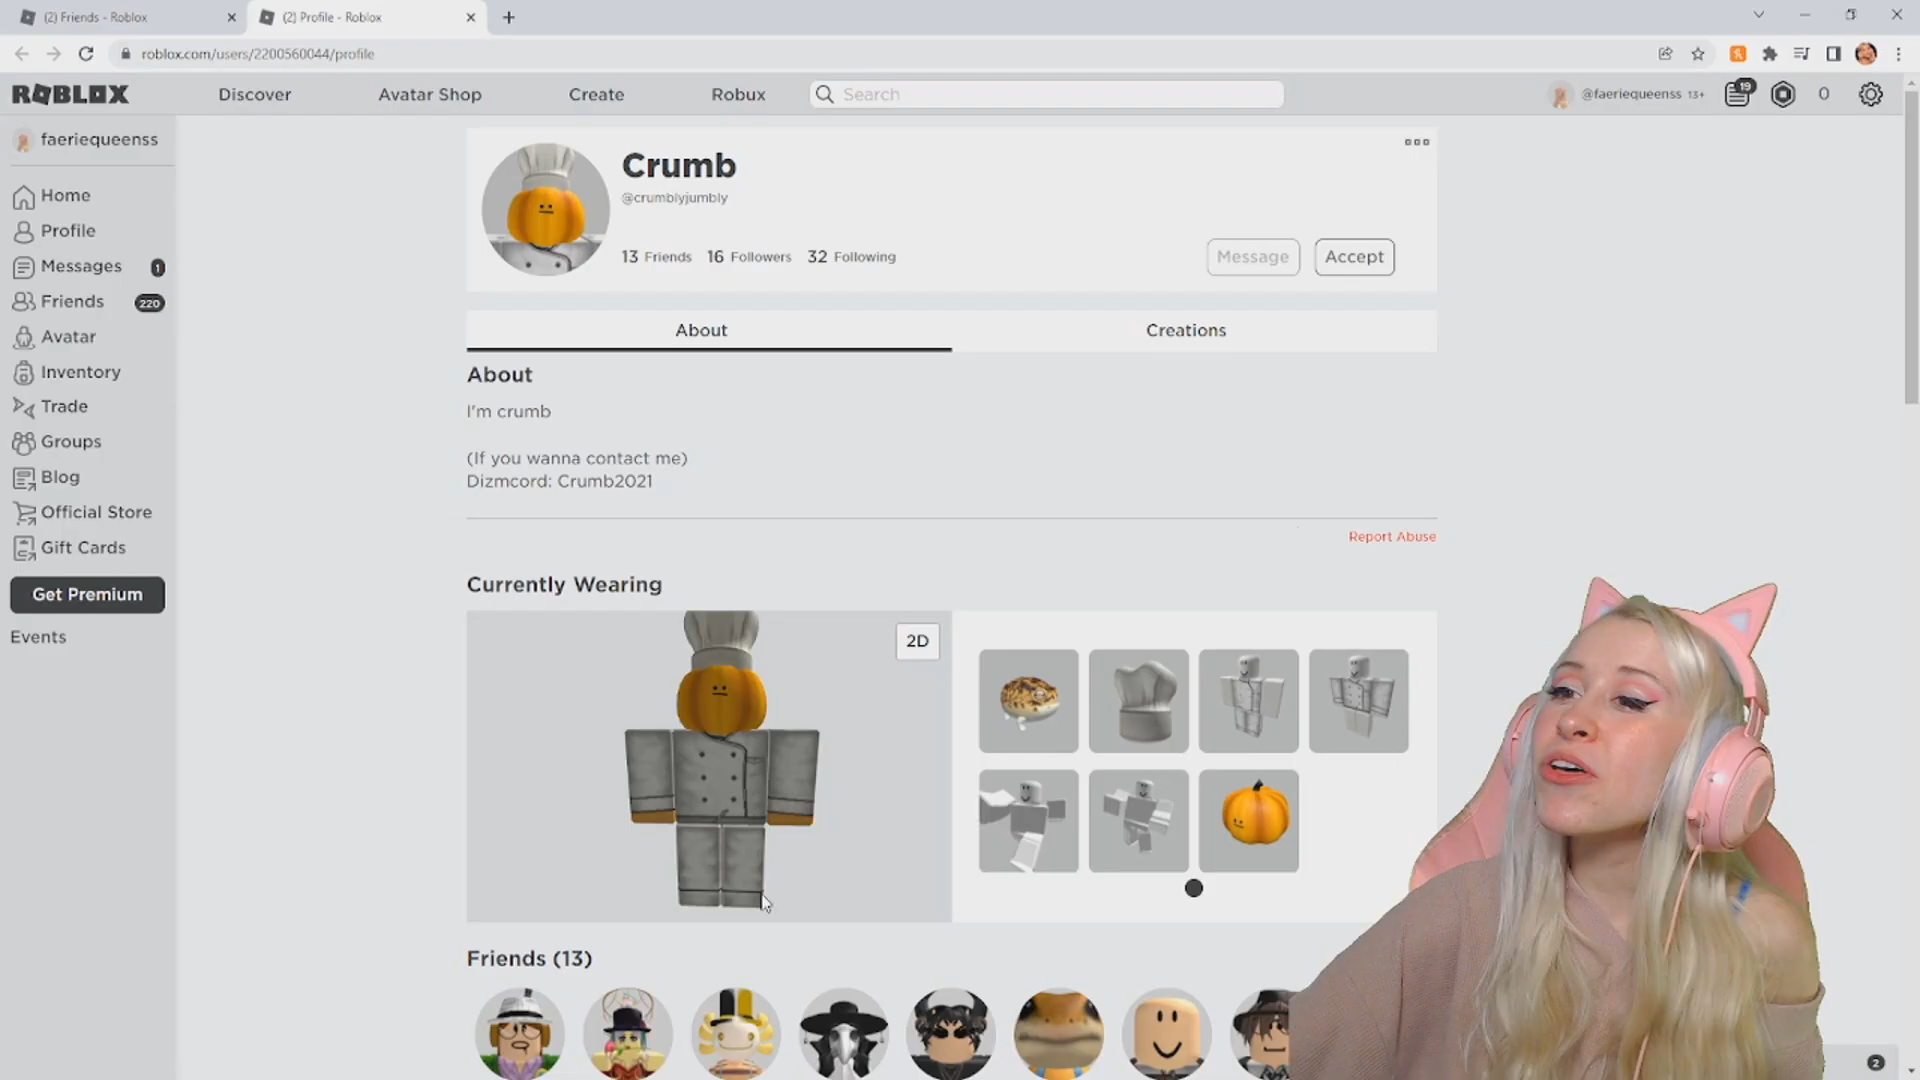 (2) Friends - Roblox
(2) Profile - Roblox
roblox.com/users/2200560044/profile
ROBLOX
Discover
Avatar Shop
Create
Robux
Search
@faeriequeenss 13+
19
0
faeriequeenss
Home
Profile
Messages 1
Friends 220
Avatar
Inventory
Trade
Groups
Blog
Official Store
Gift Cards
Get Premium
Events
Crumb
@crumblyjumbly
13 Friends 16 Followers 32 Following
Message
Accept
About
Creations
About
I'm crumb
(If you wanna contact me)
Dizmcord: Crumb2021
Report Abuse
Currently Wearing
2D
Friends (13)
2